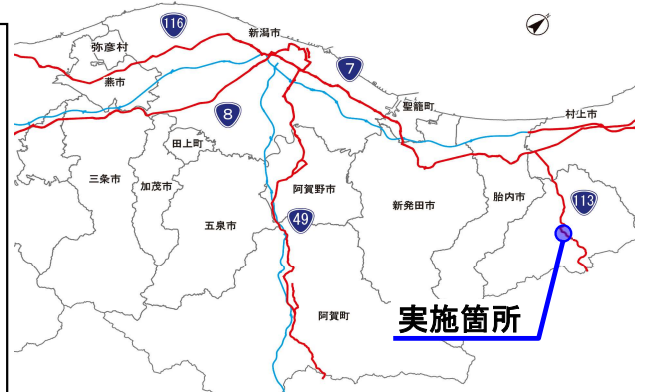 116
新潟市
弥彦村
7
燕市
聖籠町
8
村上市
田上町
三条市
加茂市
阿賀野市
胎内市
113
新発田市
五泉市
49
阿賀町
実施箇所